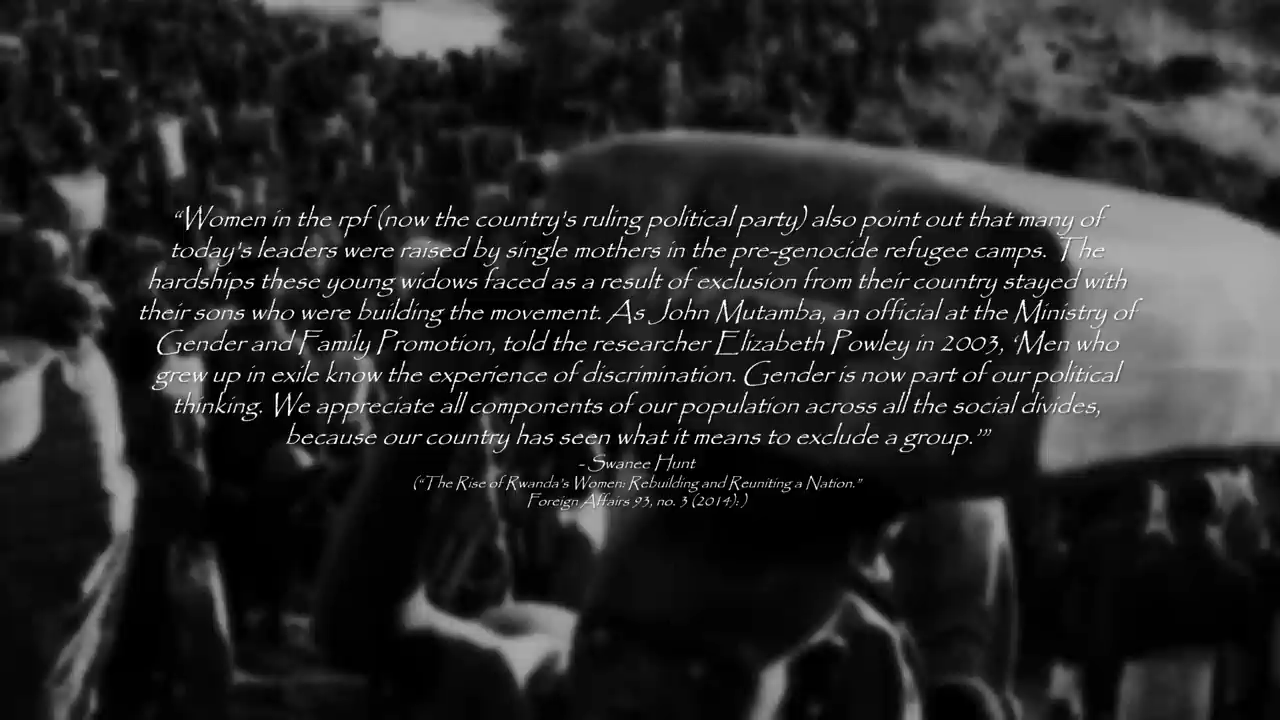 “Women in the rpf (now the country's ruling political party) also point out that many of
today's leaders were raised by single mothers in the pre-genocide refugee camps. The
hardships these young widows faced as a result of exclusion from their country stayed with
their sons who were building the movement. As John Mutamba, an official at the Ministry of
Gender and Family Promotion, told the researcher Elizabeth Powley in 2003, ‘Men who
grew up in exile know the experience of discrimination. Gender is now part of our political
thinking. We appreciate all components of our population across all the social divides,
because our country has seen what it means to exclude a group.’”
- Swanee Hunt
(“The Rise of Rwanda's Women: Rebuilding and Reuniting a Nation.”
Foreign Affairs 93, no. 3 (2014): )